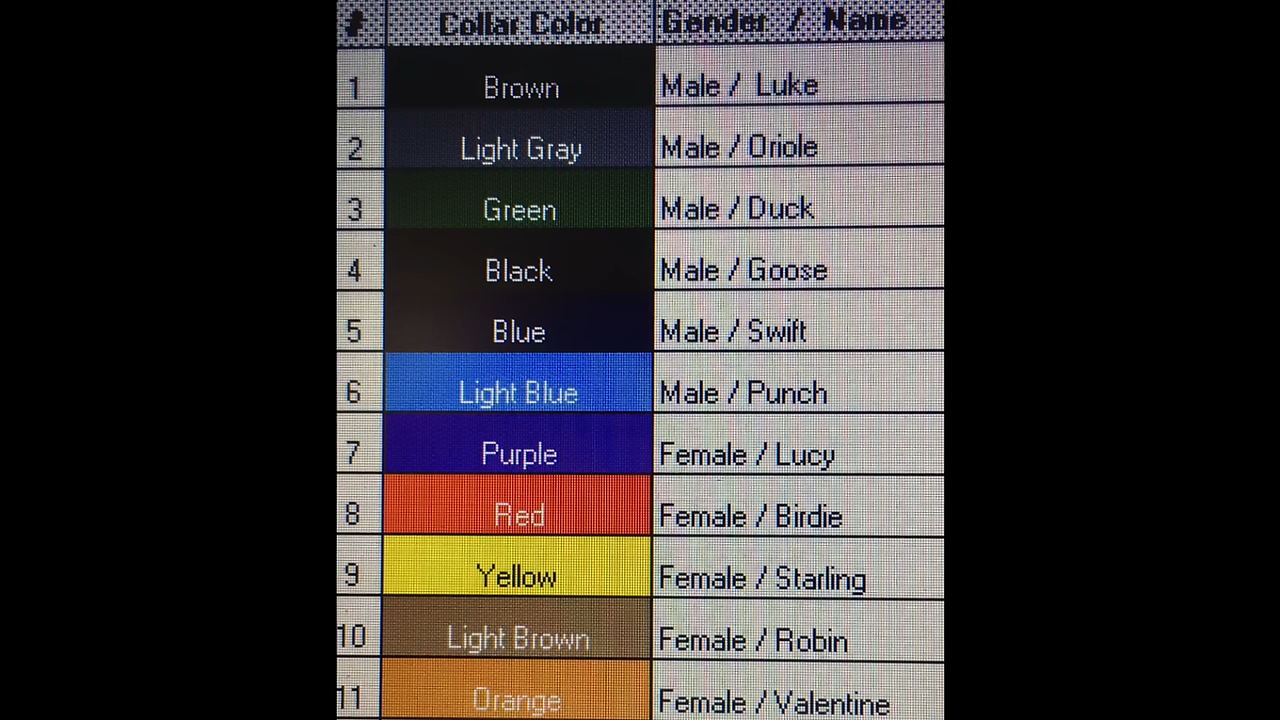 # Collar Color Gender / Name
1 Brown Male / Luke
2 Light Gray Male / Oriole
3 Green Male / Duck
4 Black Male / Goose
5 Blue Male / Swift
6 Light Blue Male / Punch
7 Purple Female / Lucy
8 Red Female / Birdie
9 Yellow Female / Starling
10 Light Brown Female / Robin
11 Orange Female / Valentine